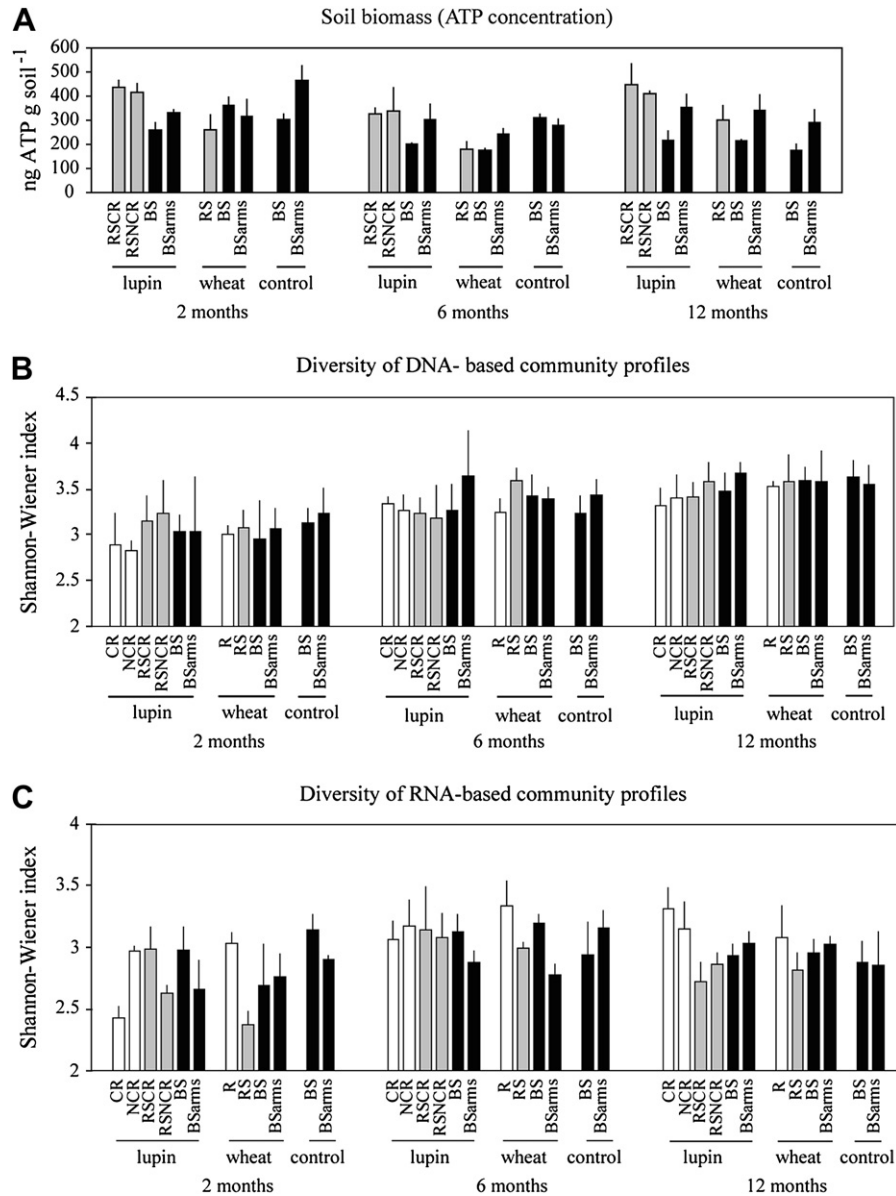 A
Soil biomass (ATP concentration)
ng ATP g soil⁻¹
600
500
400
300
200
100
0
RSCR RSNCR BS BSarms RS BS BSarms BS BSarms RSCR RSNCR BS BSarms RS BS BSarms BS BSarms RSCR RSNCR BS BSarms RS BS BSarms BS BSarms
lupin wheat control lupin wheat control lupin wheat control
2 months 6 months 12 months
B
Diversity of DNA- based community profiles
Shannon-Wiener index
4.5
4
3.5
3
2.5
2
CR NCR RSCR RSNCR BS BSarms R RS BS BSarms BS BSarms CR NCR RSCR RSNCR BS BSarms R RS BS BSarms BS BSarms CR NCR RSCR RSNCR BS BSarms R RS BS BSarms BS BSarms
lupin wheat control lupin wheat control lupin wheat control
2 months 6 months 12 months
C
Diversity of RNA-based community profiles
Shannon-Wiener index
4
3.5
3
2.5
2
CR NCR RSCR RSNCR BS BSarms R RS BS BSarms BS BSarms CR NCR RSCR RSNCR BS BSarms R RS BS BSarms BS BSarms CR NCR RSCR RSNCR BS BSarms R RS BS BSarms BS BSarms
lupin wheat control lupin wheat control lupin wheat control
2 months 6 months 12 months